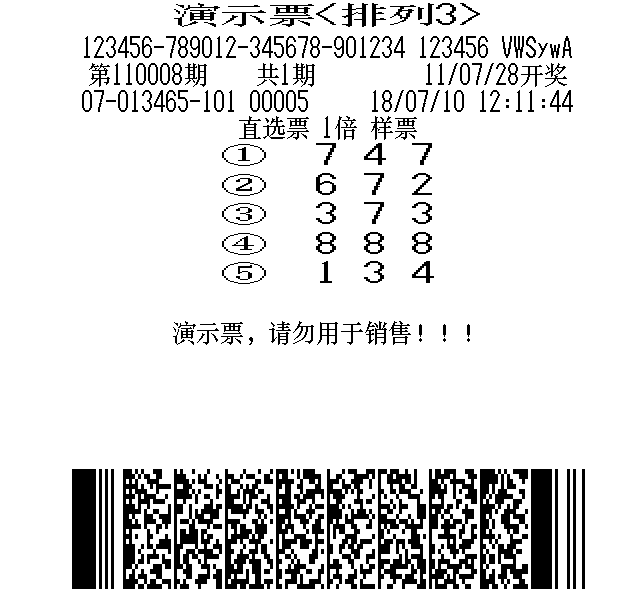 演示票<排列3>
123456-789012-345678-901234 123456 VWSywA
第110008期 共1期 11/07/28开奖
07-013465-101 00005 18/07/10 12:11:44
直选票 1倍 样票
① 7 4 7
② 6 7 2
③ 3 7 3
④ 8 8 8
⑤ 1 3 4
演示票，请勿用于销售！！！